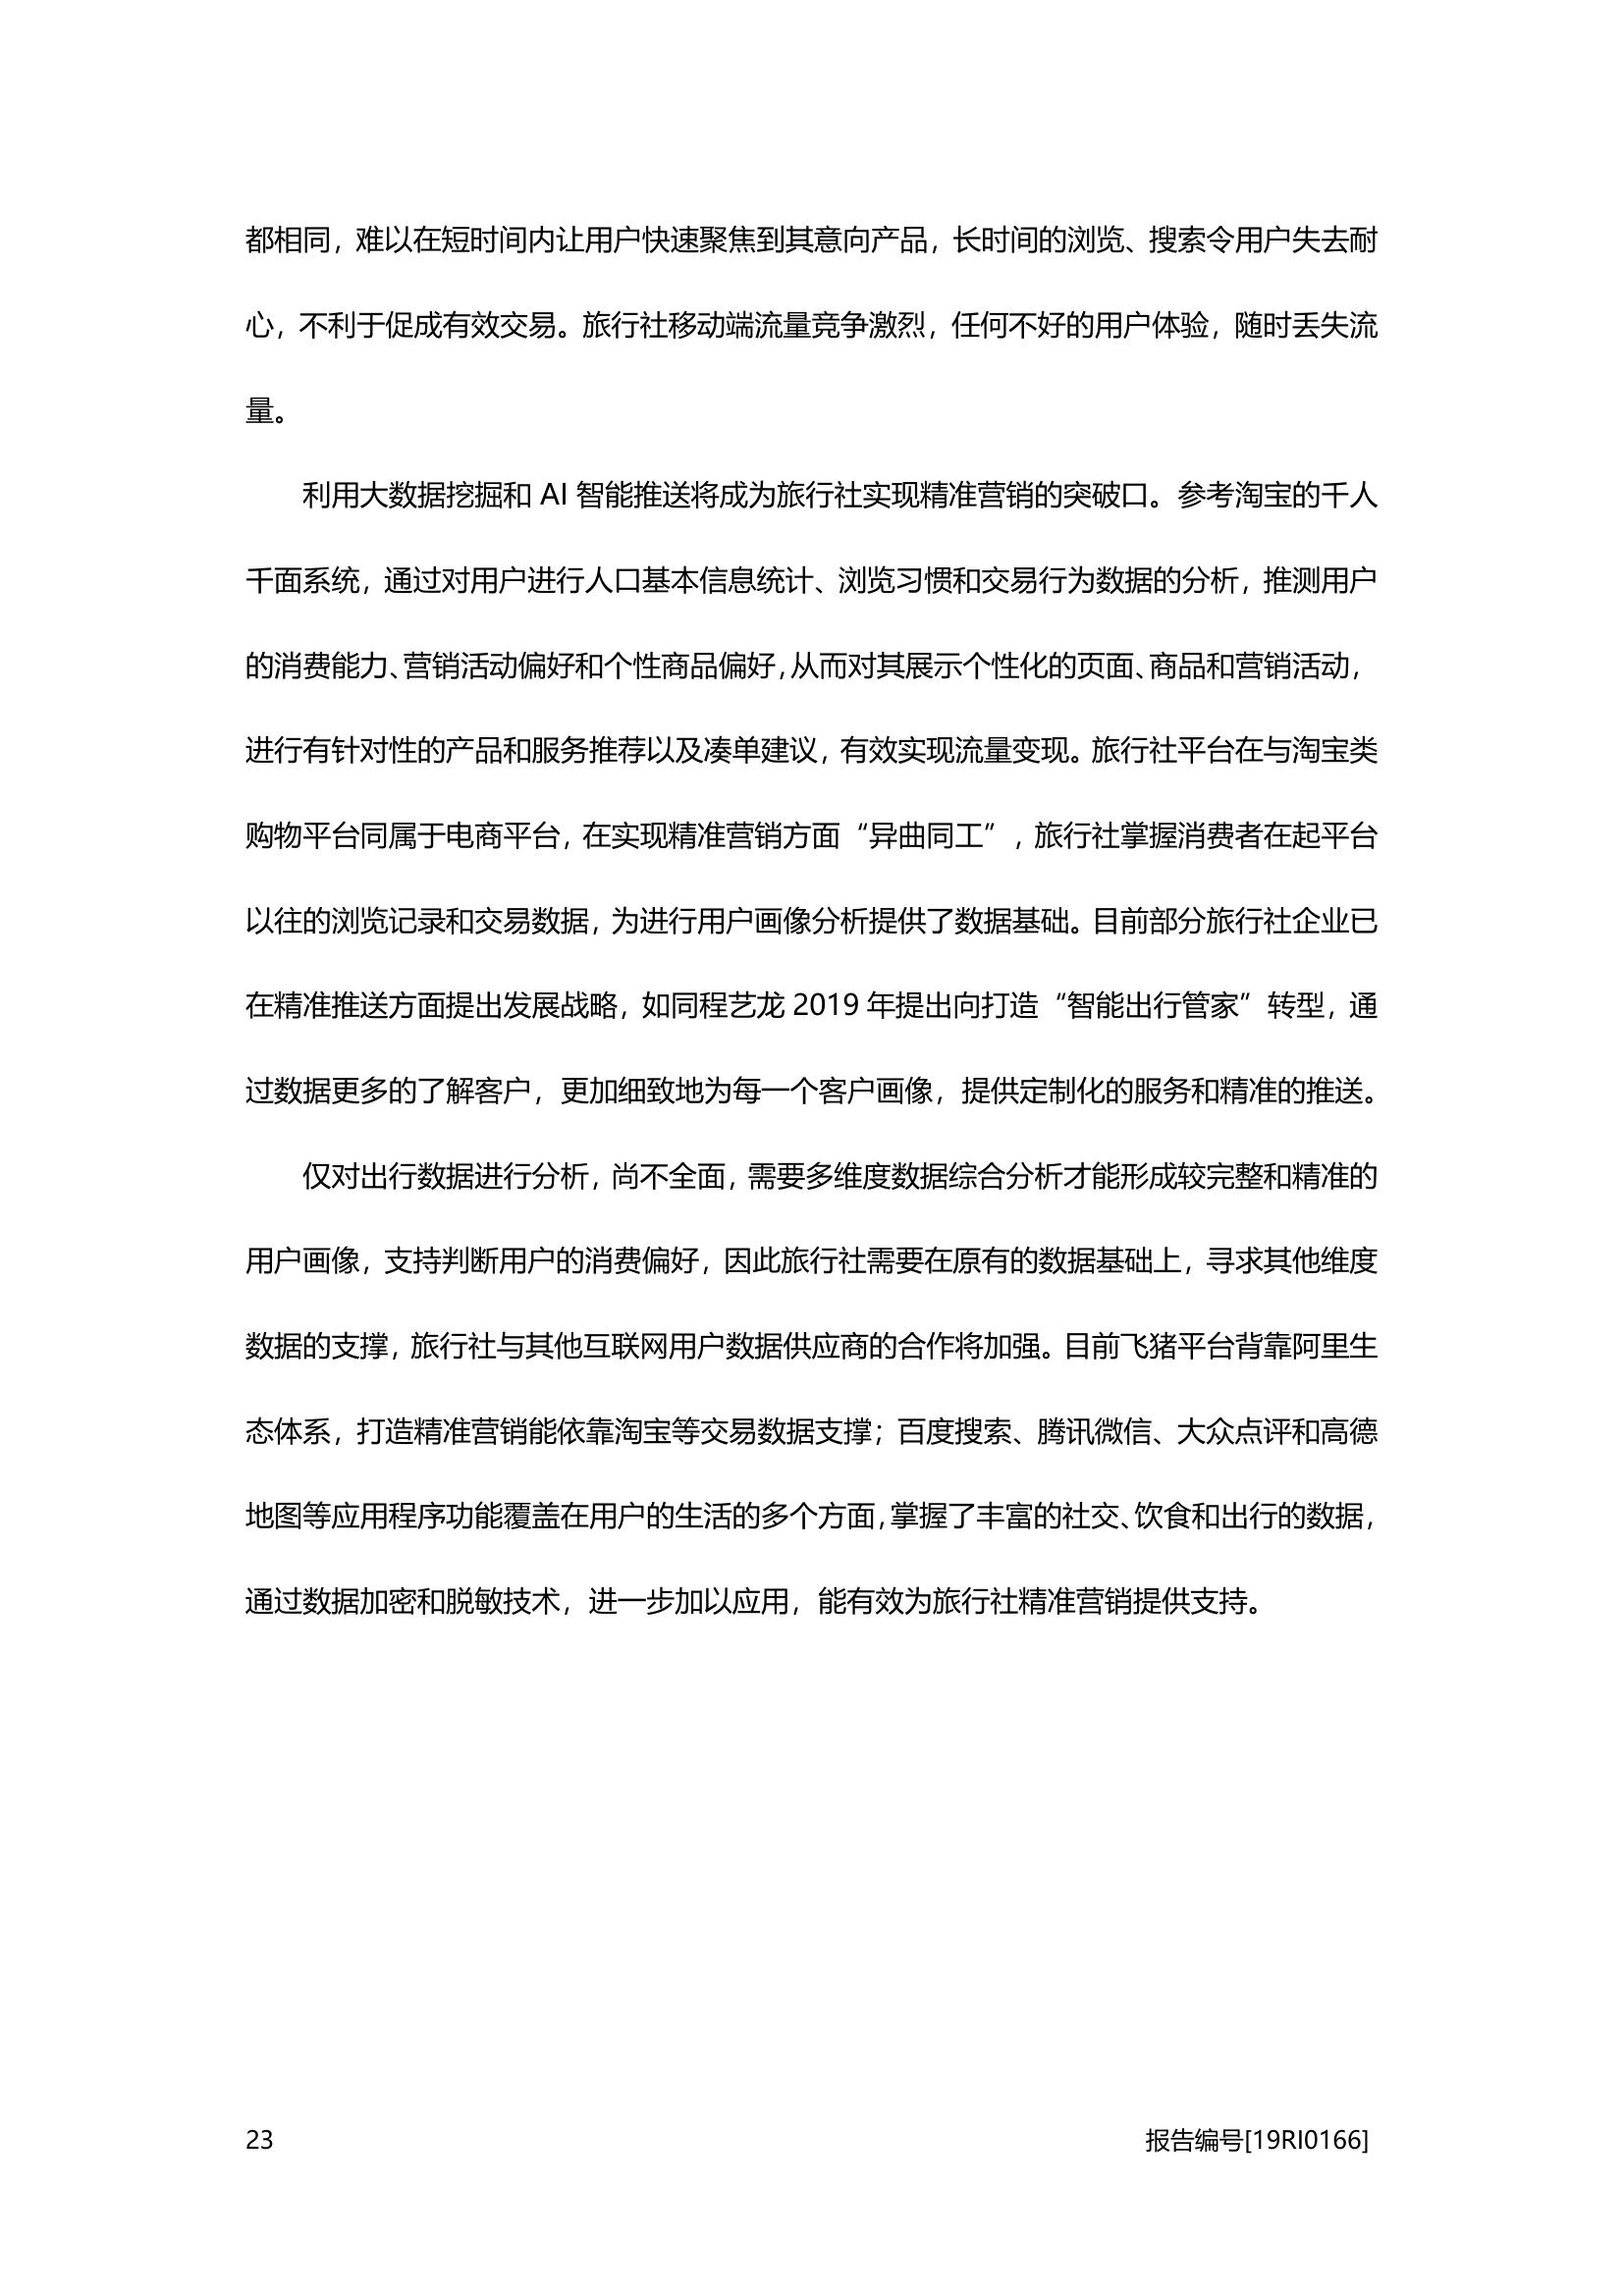 都相同，难以在短时间内让用户快速聚焦到其意向产品，长时间的浏览、搜索令用户失去耐
心，不利于促成有效交易。旅行社移动端流量竞争激烈，任何不好的用户体验，随时丢失流
量。
利用大数据挖掘和 AI 智能推送将成为旅行社实现精准营销的突破口。参考淘宝的千人
千面系统，通过对用户进行人口基本信息统计、浏览习惯和交易行为数据的分析，推测用户
的消费能力、营销活动偏好和个性商品偏好，从而对其展示个性化的页面、商品和营销活动，
进行有针对性的产品和服务推荐以及凑单建议，有效实现流量变现。旅行社平台在与淘宝类
购物平台同属于电商平台，在实现精准营销方面“异曲同工”，旅行社掌握消费者在起平台
以往的浏览记录和交易数据，为进行用户画像分析提供了数据基础。目前部分旅行社企业已
在精准推送方面提出发展战略，如同程艺龙 2019 年提出向打造“智能出行管家”转型，通
过数据更多的了解客户，更加细致地为每一个客户画像，提供定制化的服务和精准的推送。
仅对出行数据进行分析，尚不全面，需要多维度数据综合分析才能形成较完整和精准的
用户画像，支持判断用户的消费偏好，因此旅行社需要在原有的数据基础上，寻求其他维度
数据的支撑，旅行社与其他互联网用户数据供应商的合作将加强。目前飞猪平台背靠阿里生
态体系，打造精准营销能依靠淘宝等交易数据支撑；百度搜索、腾讯微信、大众点评和高德
地图等应用程序功能覆盖在用户的生活的多个方面，掌握了丰富的社交、饮食和出行的数据，
通过数据加密和脱敏技术，进一步加以应用，能有效为旅行社精准营销提供支持。
23 报告编号[19RI0166]